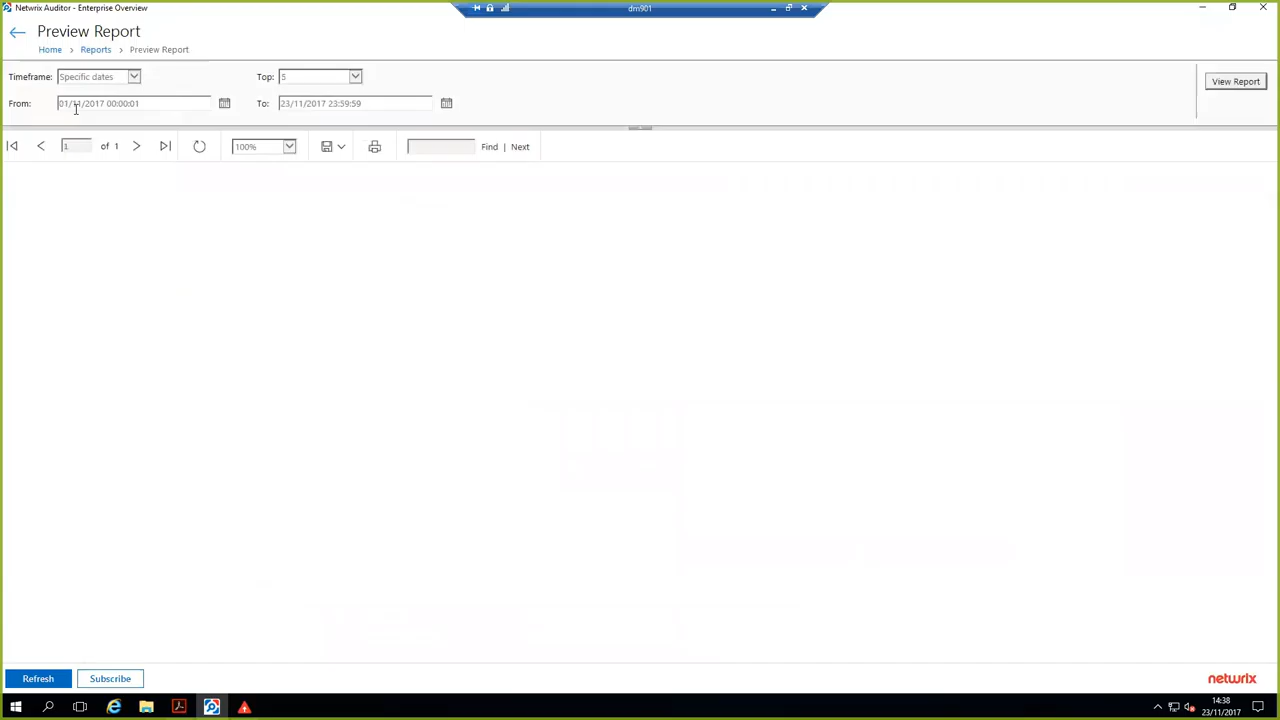 Netwrix Auditor - Enterprise Overview
dm901
Preview Report
Home > Reports > Preview Report
Timeframe: Specific dates Top: 5
View Report
From: 01/11/2017 00:00:01 To: 23/11/2017 23:59:59
1 of 1 100% Find | Next
Refresh Subscribe netwrix
14:38
23/11/2017